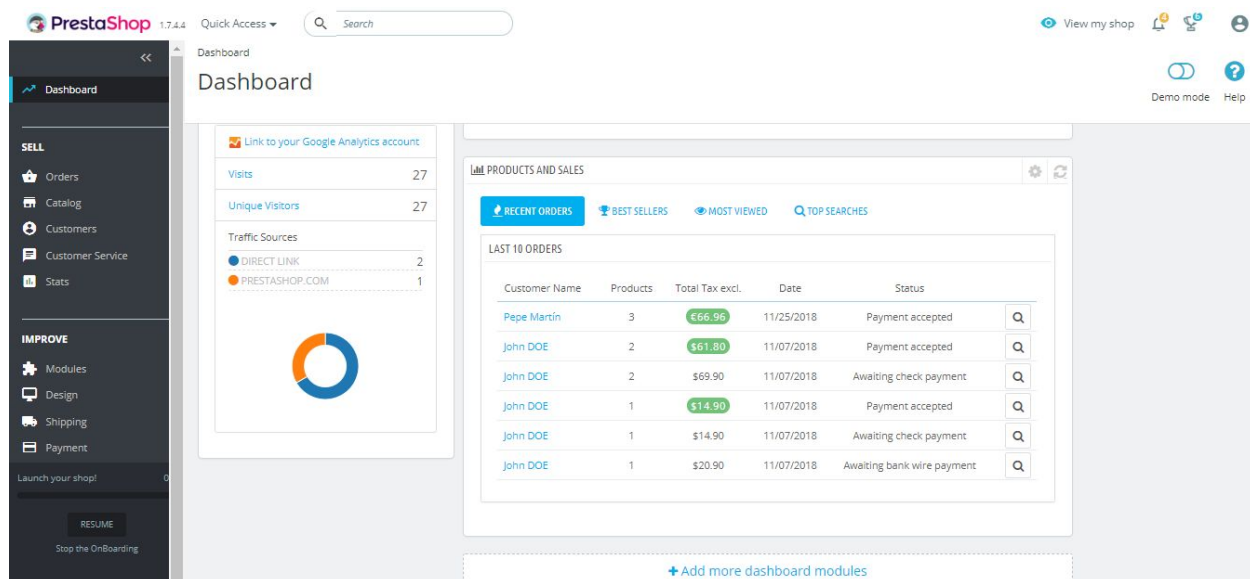 PrestaShop 1.7.4.4 Quick Access Search View my shop 4 6
Dashboard
Dashboard
Demo mode Help
Dashboard
SELL
Orders
Catalog
Customers
Customer Service
Stats
IMPROVE
Modules
Design
Shipping
Payment
Launch your shop! 0
RESUME
Stop the OnBoarding
Link to your Google Analytics account
Visits 27
Unique Visitors 27
Traffic Sources
DIRECT LINK 2
PRESTASHOP.COM 1
PRODUCTS AND SALES
RECENT ORDERS BEST SELLERS MOST VIEWED TOP SEARCHES
LAST 10 ORDERS
Customer Name Products Total Tax excl. Date Status
Pepe Martín 3 €66.96 11/25/2018 Payment accepted
John DOE 2 $61.80 11/07/2018 Payment accepted
John DOE 2 $69.90 11/07/2018 Awaiting check payment
John DOE 1 $14.90 11/07/2018 Payment accepted
John DOE 1 $14.90 11/07/2018 Awaiting check payment
John DOE 1 $20.90 11/07/2018 Awaiting bank wire payment
+ Add more dashboard modules